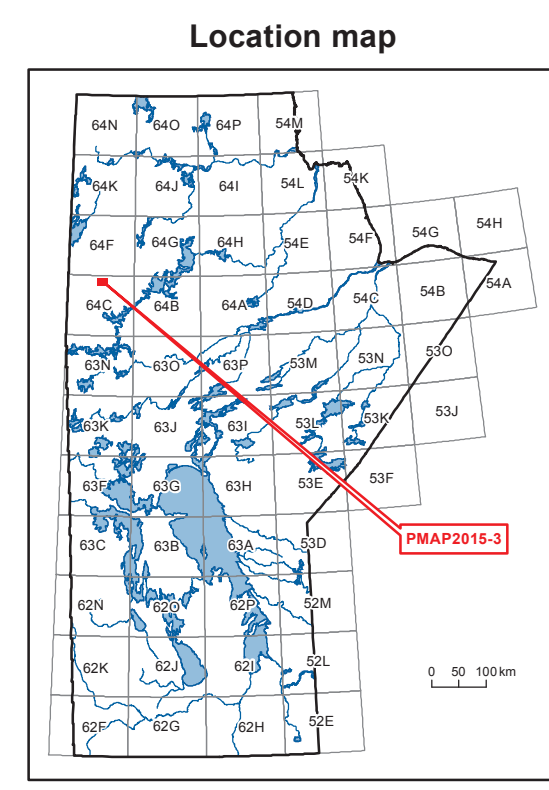 Location map
64N 64O 64P 54M
64K 64J 64I 54L 54K
64F 64G 64H 54E 54F 54G 54H
64C 64B 64A 54D 54C 54B 54A
63N 63O 63P 53M 53N 53O
63K 63J 63I 53L 53K 53J
63F 63G 63H 53E 53F
PMAP2015-3
63C 63B 63A 53D
62N 62O 62P 52M
62K 62J 62I 52L
0 50 100 km
62F 62G 62H 52E